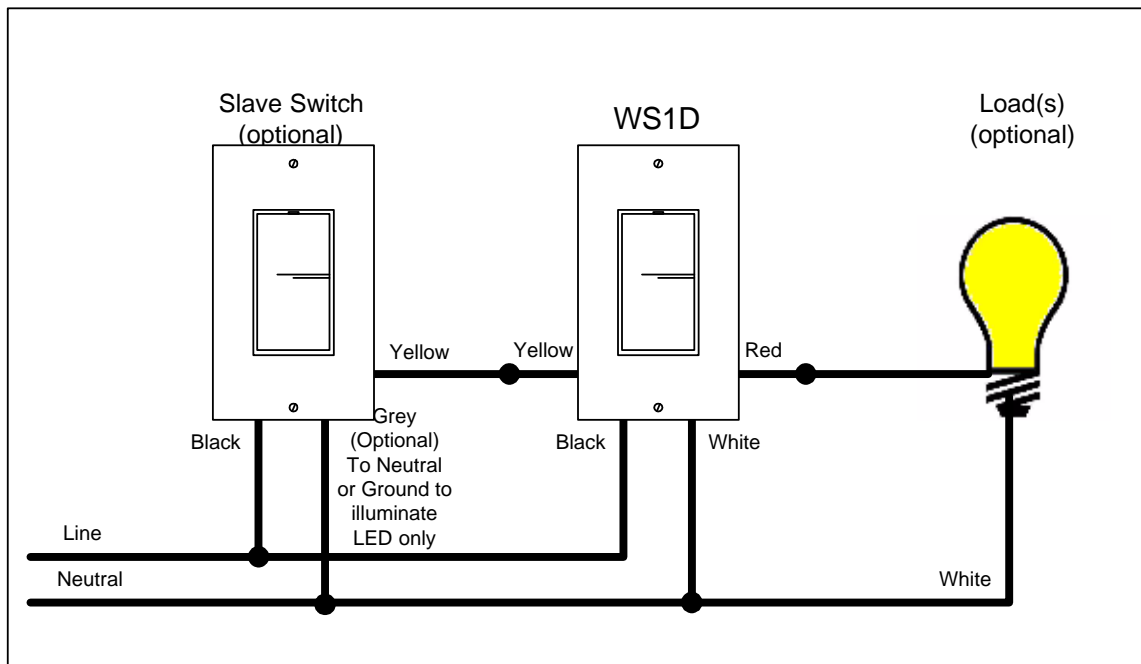 Slave Switch
(optional)
WS1D
Load(s)
(optional)
Yellow
Yellow
Red
Black
Grey
(Optional)
To Neutral
or Ground to
illuminate
LED only
Black
White
Line
Neutral
White